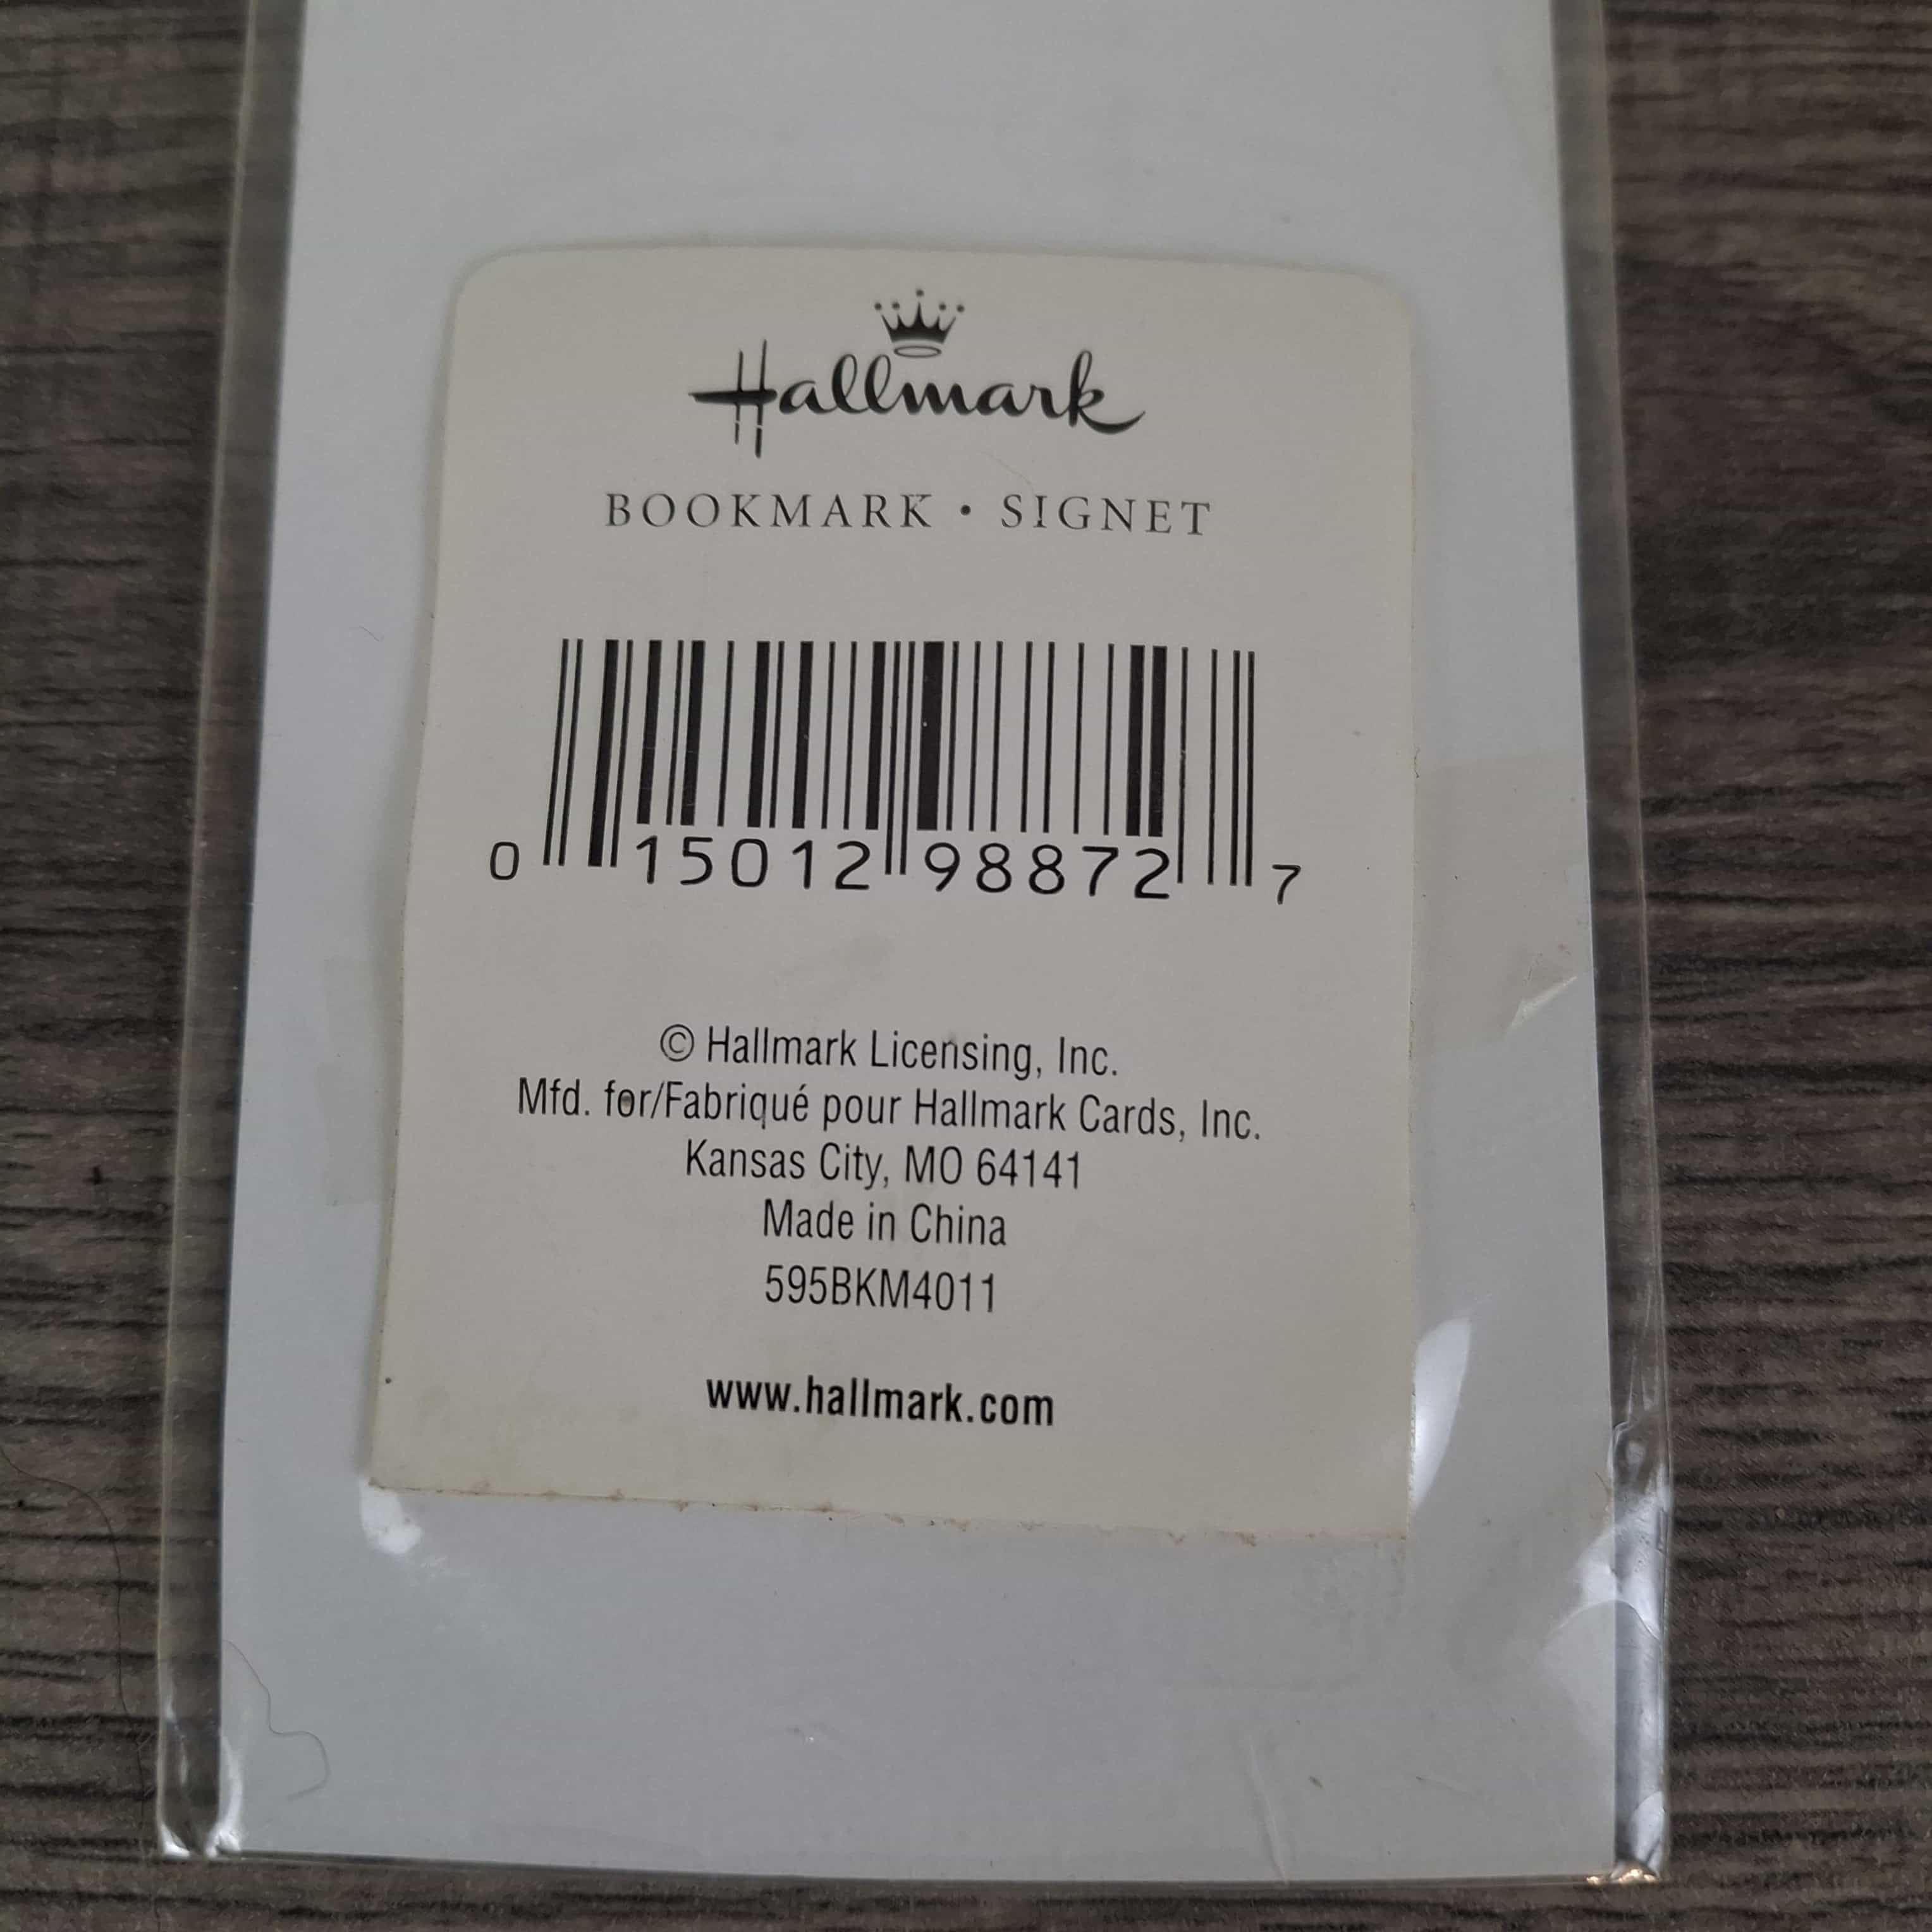 Hallmark
BOOKMARK • SIGNET
0 15012 98872 7
© Hallmark Licensing, Inc.
Mfd. for/Fabriqué pour Hallmark Cards, Inc.
Kansas City, MO 64141
Made in China
595BKM4011
www.hallmark.com